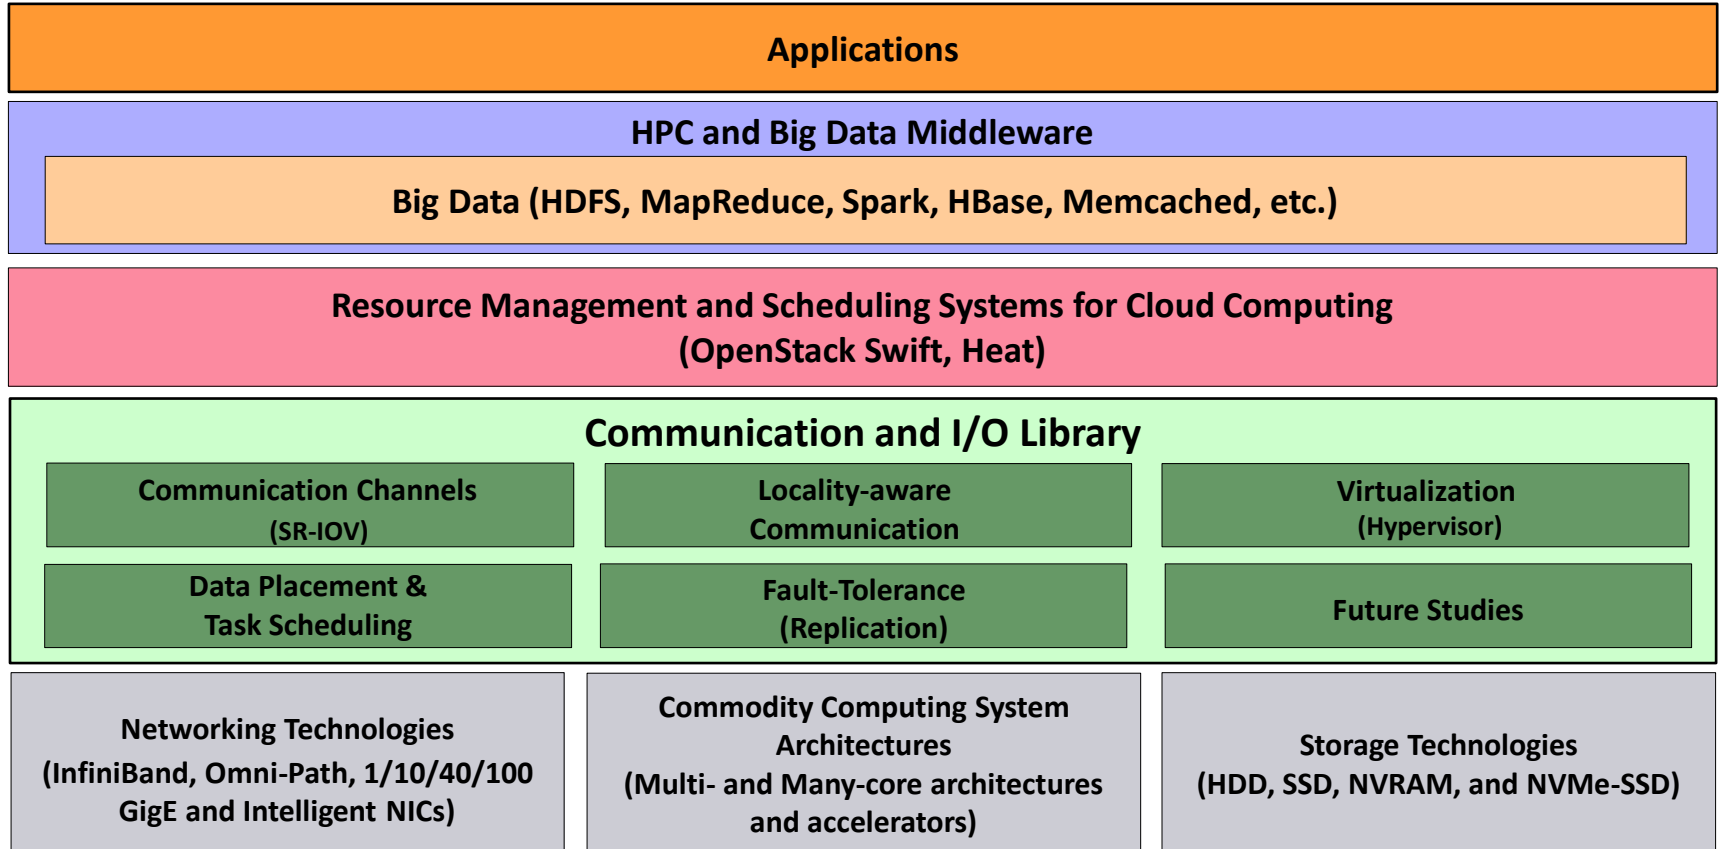 Applications
HPC and Big Data Middleware
Big Data (HDFS, MapReduce, Spark, HBase, Memcached, etc.)
Resource Management and Scheduling Systems for Cloud Computing
(OpenStack Swift, Heat)
Communication and I/O Library
Communication Channels
(SR-IOV)
Locality-aware
Communication
Virtualization
(Hypervisor)
Data Placement &
Task Scheduling
Fault-Tolerance
(Replication)
Future Studies
Networking Technologies
(InfiniBand, Omni-Path, 1/10/40/100
GigE and Intelligent NICs)
Commodity Computing System
Architectures
(Multi- and Many-core architectures
and accelerators)
Storage Technologies
(HDD, SSD, NVRAM, and NVMe-SSD)